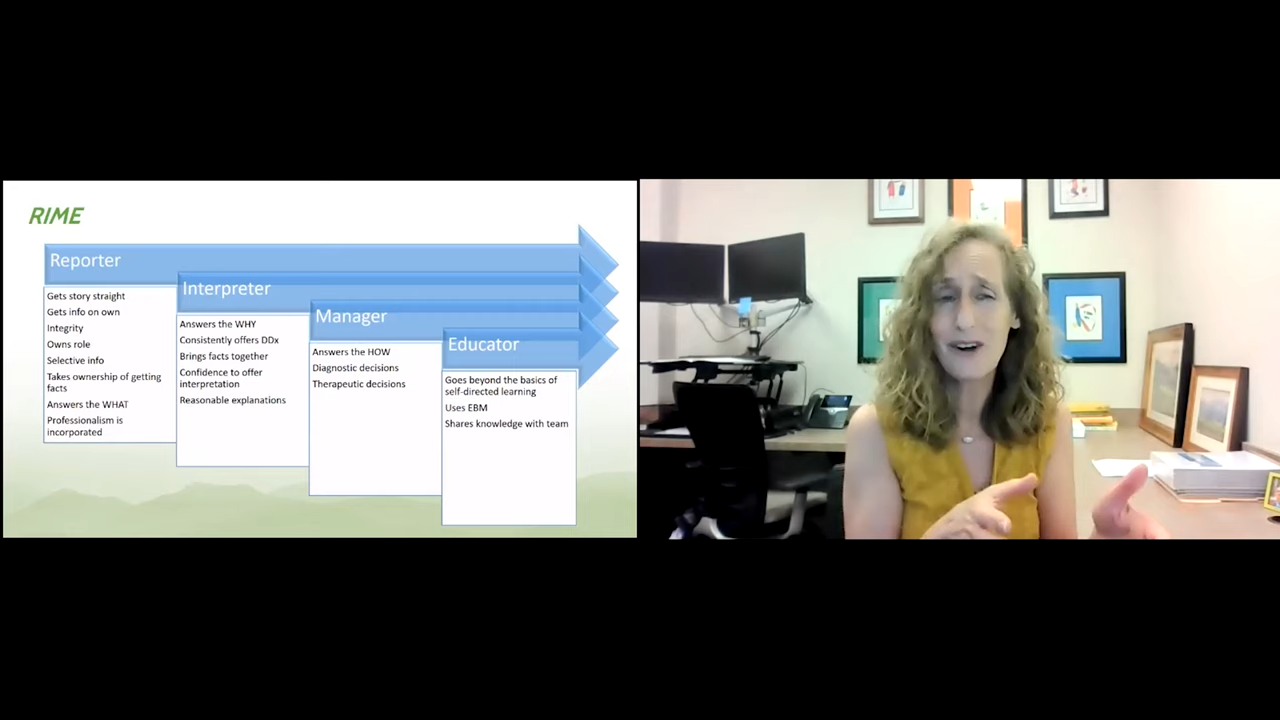 RIME
Reporter
Gets story straight
Gets info on own
Integrity
Owns role
Selective info
Takes ownership of getting
facts
Answers the WHAT
Professionalism is
incorporated
Interpreter
Answers the WHY
Consistently offers DDx
Brings facts together
Confidence to offer
interpretation
Reasonable explanations
Manager
Answers the HOW
Diagnostic decisions
Therapeutic decisions
Educator
Goes beyond the basics of
self-directed learning
Uses EBM
Shares knowledge with team